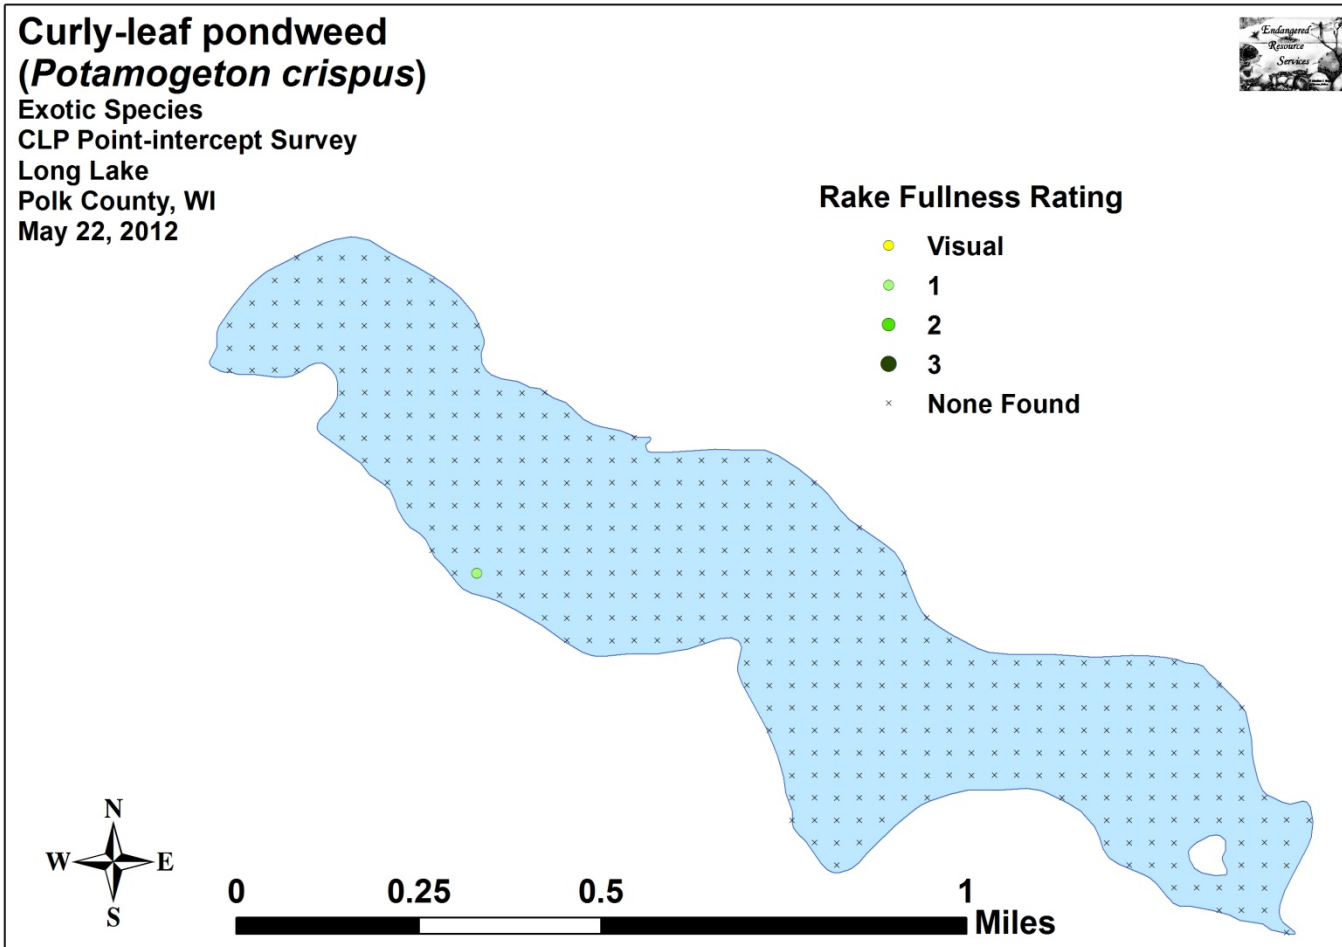 Curly-leaf pondweed
(Potamogeton crispus)
Exotic Species
CLP Point-intercept Survey
Long Lake
Polk County, WI
May 22, 2012
Endangered
Resource
Services
Rake Fullness Rating
Visual
1
2
3
None Found
N
W E
S
0 0.25 0.5 1
Miles